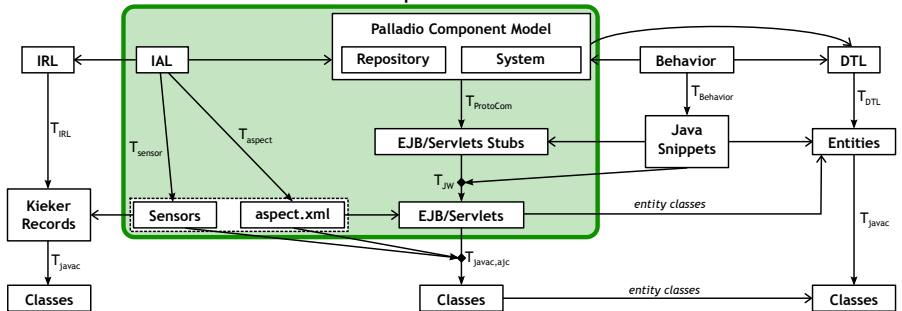 Palladio Component Model
IRL
IAL
Repository
System
Behavior
DTL
T_ProtoCom
T_Behavior
T_DTL
T_IRL
T_sensor
T_aspect
EJB/Servlets Stubs
Java
Snippets
Entities
T_JW
Kieker
Records
Sensors
aspect.xml
EJB/Servlets
entity classes
T_javac
T_javac
T_javac,ajc
Classes
Classes
entity classes
Classes